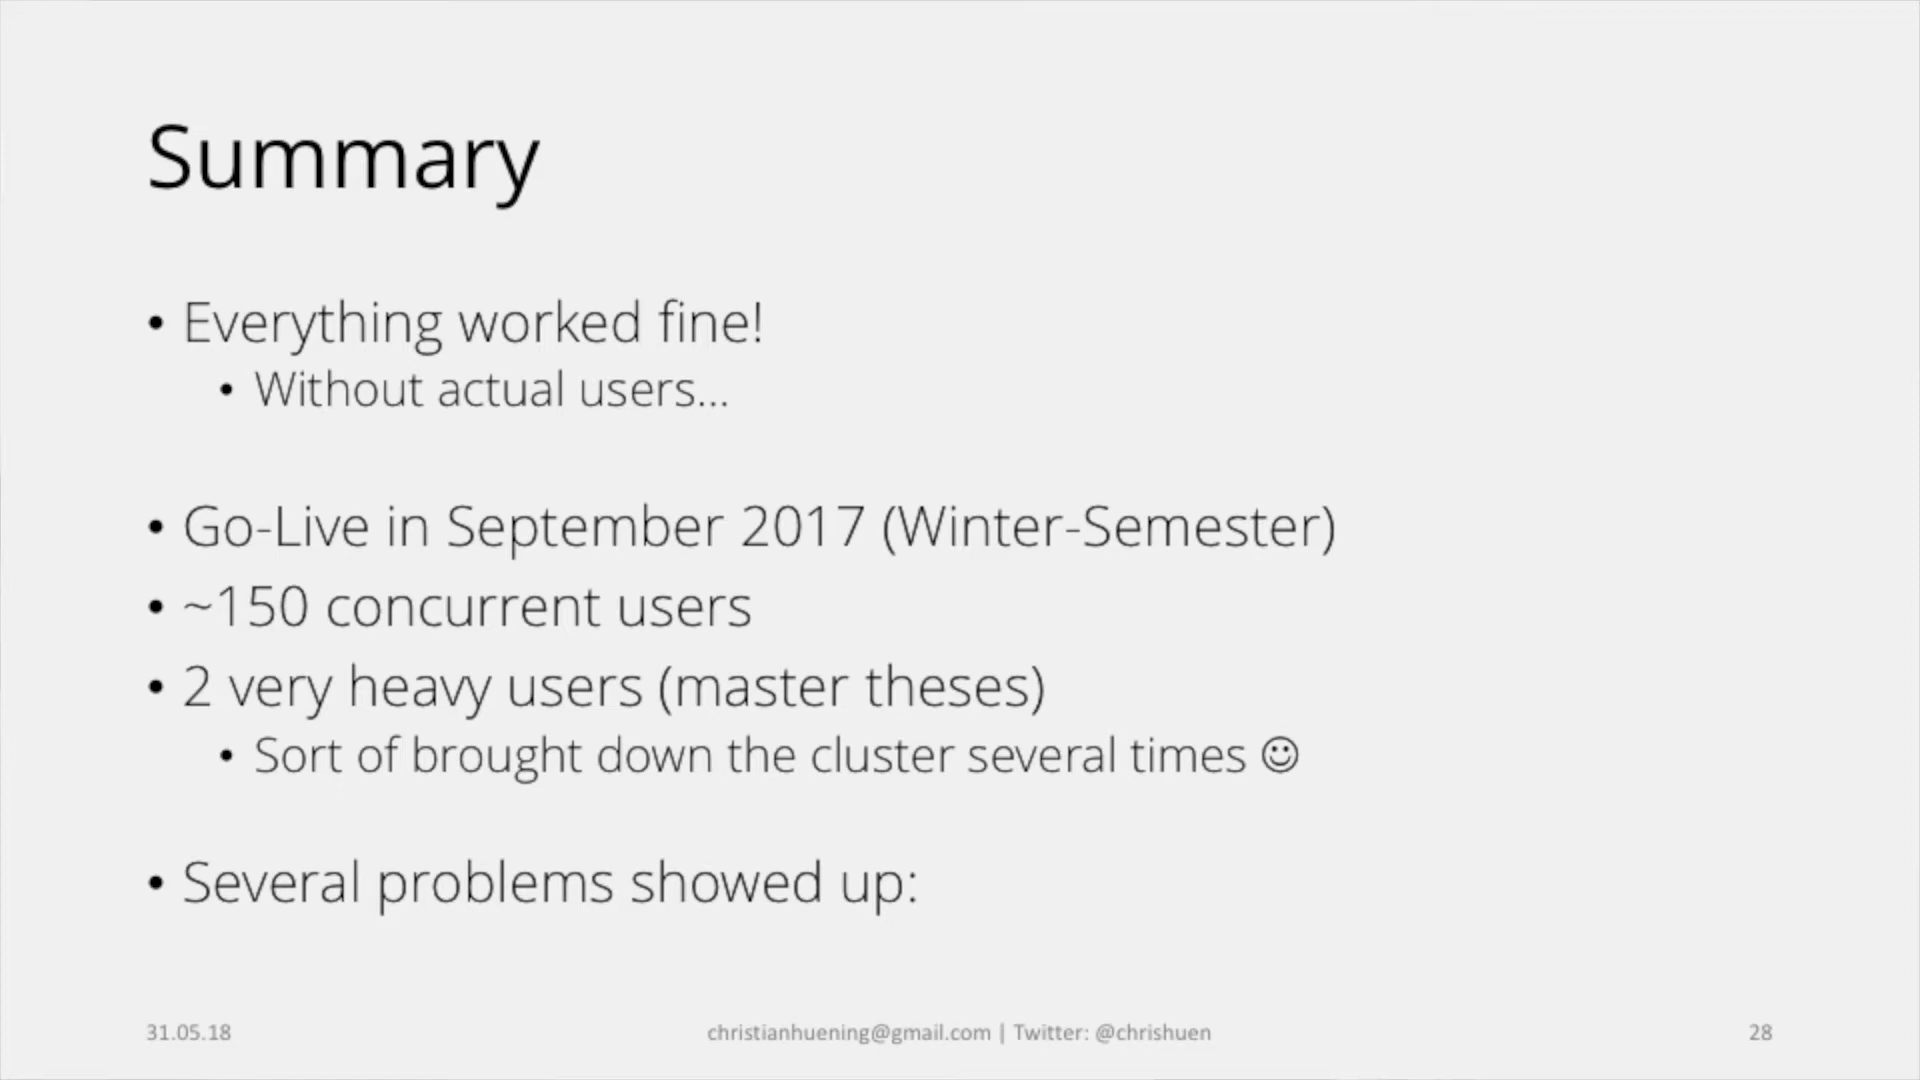 Summary
• Everything worked fine!
• Without actual users...
• Go-Live in September 2017 (Winter-Semester)
• ~150 concurrent users
• 2 very heavy users (master theses)
• Sort of brought down the cluster several times ☺
• Several problems showed up:
31.05.18
christianhuening@gmail.com | Twitter: @chrishuen
28